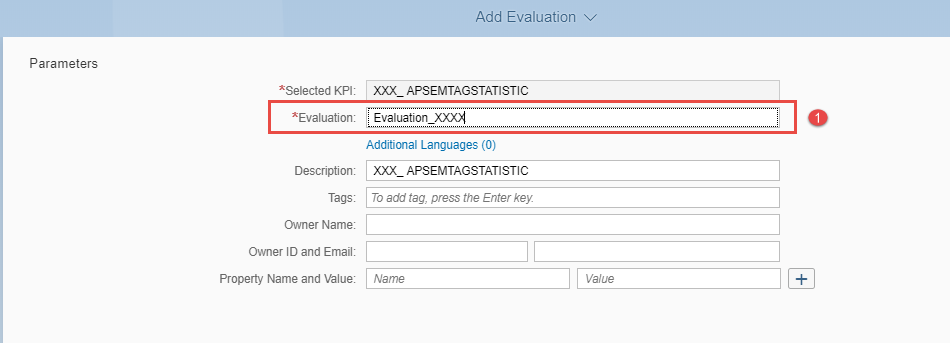 Add Evaluation
Parameters
*Selected KPI: XXX_ APSEMTAGSTATISTIC
*Evaluation: Evaluation_XXXX 1
Additional Languages (0)
Description: XXX_ APSEMTAGSTATISTIC
Tags: To add tag, press the Enter key.
Owner Name:
Owner ID and Email:
Property Name and Value: Name Value +